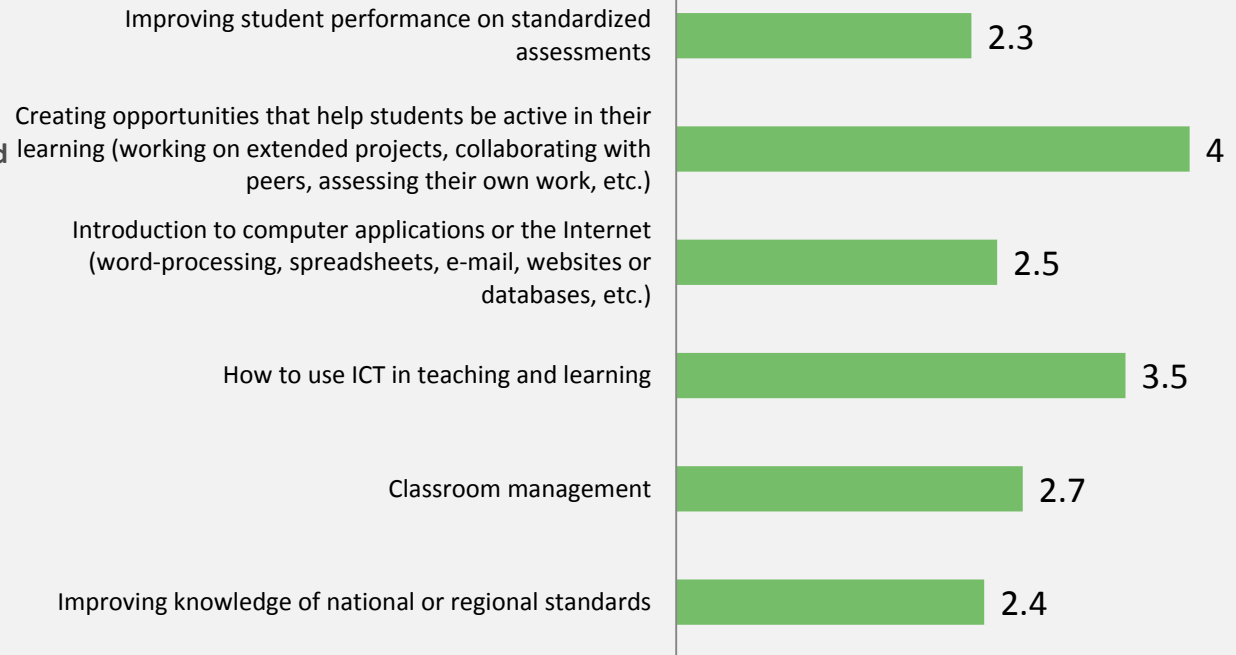 Improving student performance on standardized
assessments
2.3
Creating opportunities that help students be active in their
learning (working on extended projects, collaborating with
peers, assessing their own work, etc.)
4
Introduction to computer applications or the Internet
(word-processing, spreadsheets, e-mail, websites or
databases, etc.)
2.5
How to use ICT in teaching and learning
3.5
Classroom management
2.7
Improving knowledge of national or regional standards
2.4